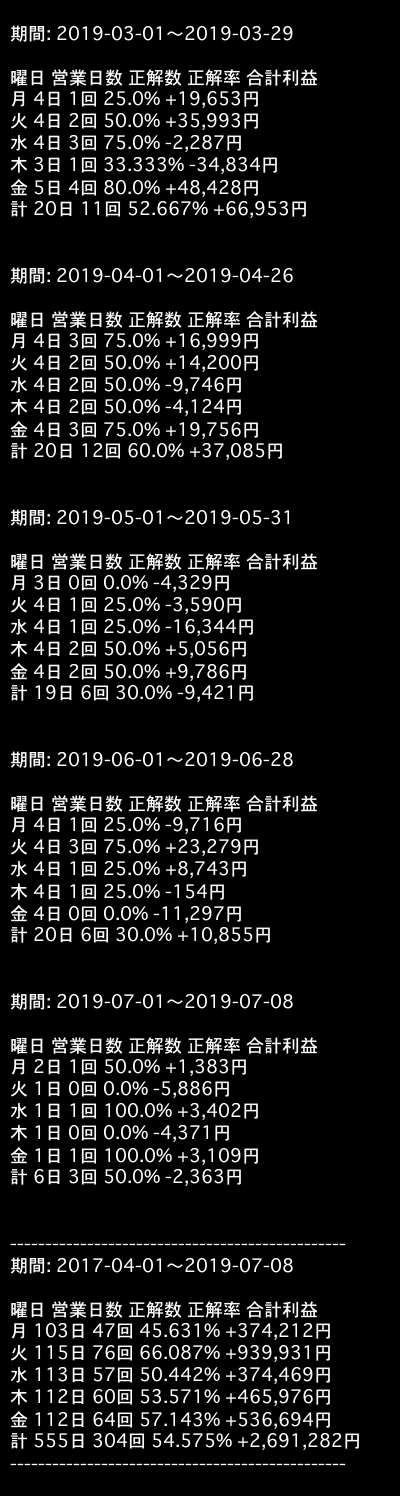 期間: 2019-03-01〜2019-03-29
曜日 営業日数 正解数 正解率 合計利益
月 4日 1回 25.0% +19,653円
火 4日 2回 50.0% +35,993円
水 4日 3回 75.0% -2,287円
木 3日 1回 33.333% -34,834円
金 5日 4回 80.0% +48,428円
計 20日 11回 52.667% +66,953円
期間: 2019-04-01〜2019-04-26
曜日 営業日数 正解数 正解率 合計利益
月 4日 3回 75.0% +16,999円
火 4日 2回 50.0% +14,200円
水 4日 2回 50.0% -9,746円
木 4日 2回 50.0% -4,124円
金 4日 3回 75.0% +19,756円
計 20日 12回 60.0% +37,085円
期間: 2019-05-01〜2019-05-31
曜日 営業日数 正解数 正解率 合計利益
月 3日 0回 0.0% -4,329円
火 4日 1回 25.0% -3,590円
水 4日 1回 25.0% -16,344円
木 4日 2回 50.0% +5,056円
金 4日 2回 50.0% +9,786円
計 19日 6回 30.0% -9,421円
期間: 2019-06-01〜2019-06-28
曜日 営業日数 正解数 正解率 合計利益
月 4日 1回 25.0% -9,716円
火 4日 3回 75.0% +23,279円
水 4日 1回 25.0% +8,743円
木 4日 1回 25.0% -154円
金 4日 0回 0.0% -11,297円
計 20日 6回 30.0% +10,855円
期間: 2019-07-01〜2019-07-08
曜日 営業日数 正解数 正解率 合計利益
月 2日 1回 50.0% +1,383円
火 1日 0回 0.0% -5,886円
水 1日 1回 100.0% +3,402円
木 1日 0回 0.0% -4,371円
金 1日 1回 100.0% +3,109円
計 6日 3回 50.0% -2,363円
------------------------------------------------
期間: 2017-04-01〜2019-07-08
曜日 営業日数 正解数 正解率 合計利益
月 103日 47回 45.631% +374,212円
火 115日 76回 66.087% +939,931円
水 113日 57回 50.442% +374,469円
木 112日 60回 53.571% +465,976円
金 112日 64回 57.143% +536,694円
計 555日 304回 54.575% +2,691,282円
------------------------------------------------